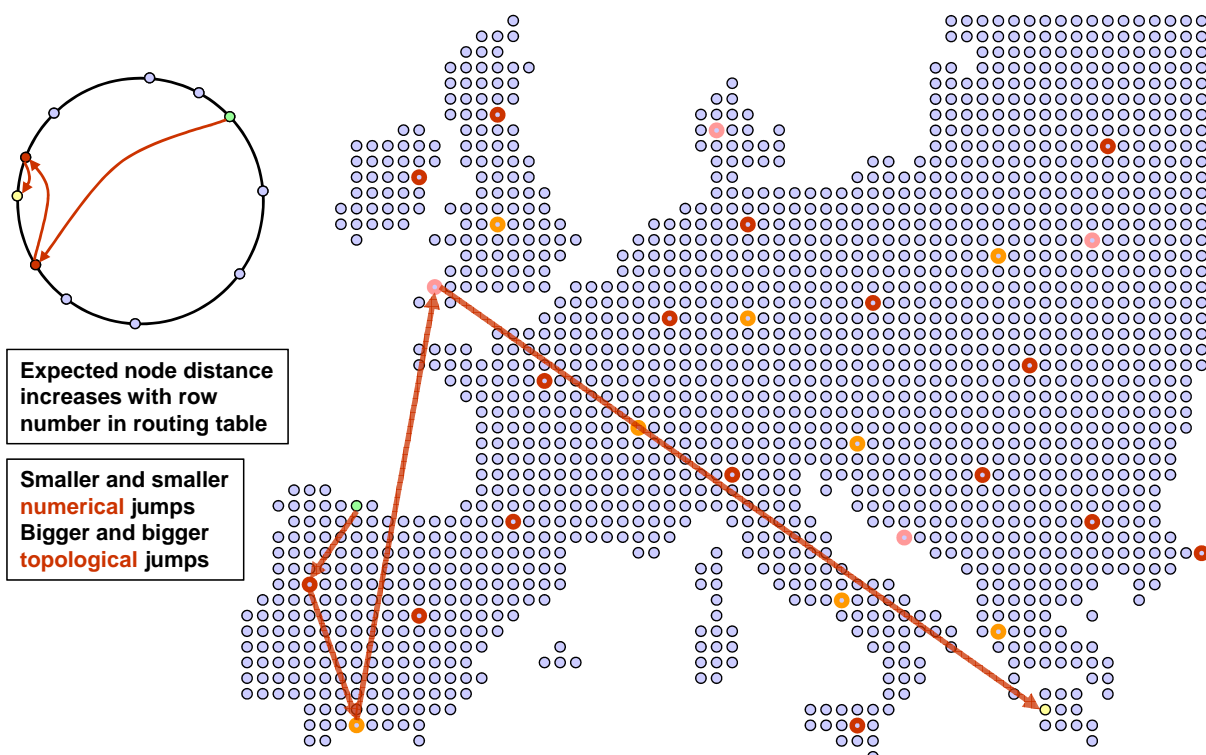 Expected node distance
increases with row
number in routing table
Smaller and smaller
numerical jumps
Bigger and bigger
topological jumps